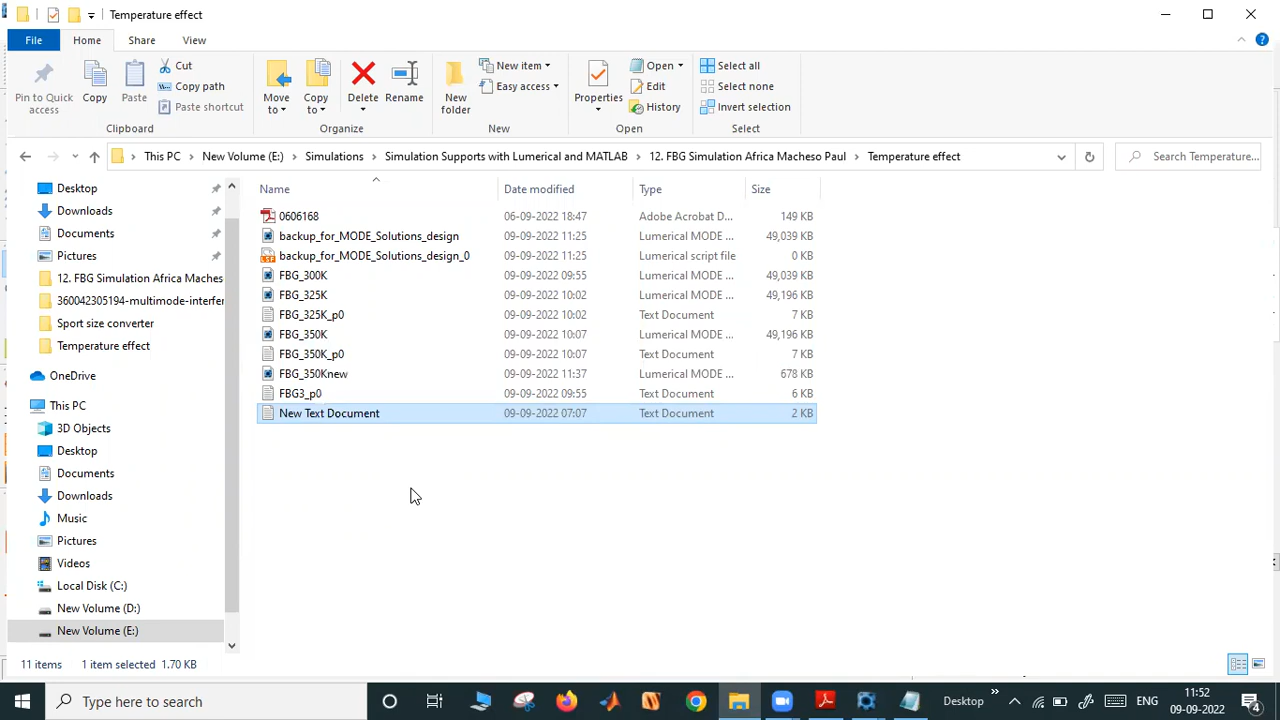 Temperature effect
File Home Share View
Pin to Quick access
Copy
Paste
Cut
Copy path
Paste shortcut
Clipboard
Move to
Copy to
Delete
Rename
Organize
New folder
New item
Easy access
New
Properties
Open
Edit
History
Open
Select all
Select none
Invert selection
Select
This PC New Volume (E:) Simulations Simulation Supports with Lumerical and MATLAB 12. FBG Simulation Africa Macheso Paul Temperature effect
Search Temperature...
Desktop
Downloads
Documents
Pictures
12. FBG Simulation Africa Maches
360042305194-multimode-interfer
Sport size converter
Temperature effect
OneDrive
This PC
3D Objects
Desktop
Documents
Downloads
Music
Pictures
Videos
Local Disk (C:)
New Volume (D:)
New Volume (E:)
Name Date modified Type Size
0606168 06-09-2022 18:47 Adobe Acrobat D... 149 KB
backup_for_MODE_Solutions_design 09-09-2022 11:25 Lumerical MODE ... 49,039 KB
backup_for_MODE_Solutions_design_0 09-09-2022 11:25 Lumerical script file 0 KB
FBG_300K 09-09-2022 09:55 Lumerical MODE ... 49,039 KB
FBG_325K 09-09-2022 10:02 Lumerical MODE ... 49,196 KB
FBG_325K_p0 09-09-2022 10:02 Text Document 7 KB
FBG_350K 09-09-2022 10:07 Lumerical MODE ... 49,196 KB
FBG_350K_p0 09-09-2022 10:07 Text Document 7 KB
FBG_350Knew 09-09-2022 11:37 Lumerical MODE ... 678 KB
FBG3_p0 09-09-2022 09:55 Text Document 6 KB
New Text Document 09-09-2022 07:07 Text Document 2 KB
11 items 1 item selected 1.70 KB
Type here to search
Desktop
ENG
11:52
09-09-2022
4